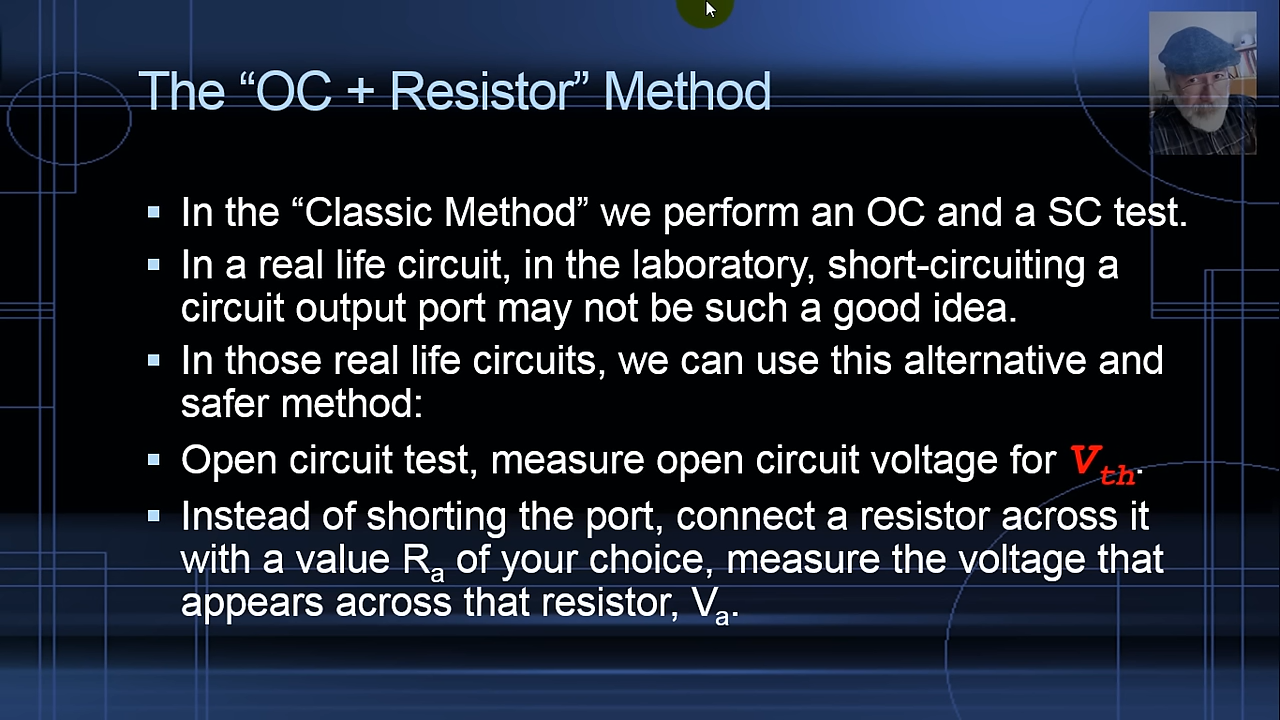 The “OC + Resistor” Method
▪ In the “Classic Method” we perform an OC and a SC test.
▪ In a real life circuit, in the laboratory, short-circuiting a
circuit output port may not be such a good idea.
▪ In those real life circuits, we can use this alternative and
safer method:
▪ Open circuit test, measure open circuit voltage for V_th.
▪ Instead of shorting the port, connect a resistor across it
with a value R_a of your choice, measure the voltage that
appears across that resistor, V_a.